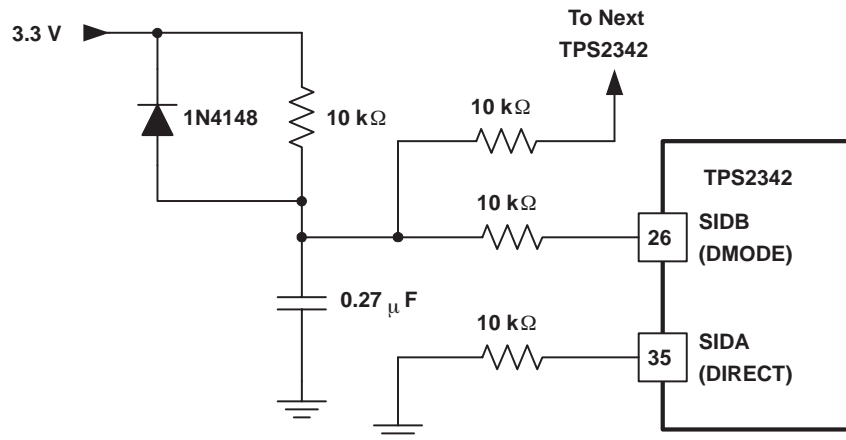 3.3 V
To Next
TPS2342
1N4148
10 kΩ
10 kΩ
TPS2342
10 kΩ
26
SIDB
(DMODE)
0.27 μF
10 kΩ
35
SIDA
(DIRECT)